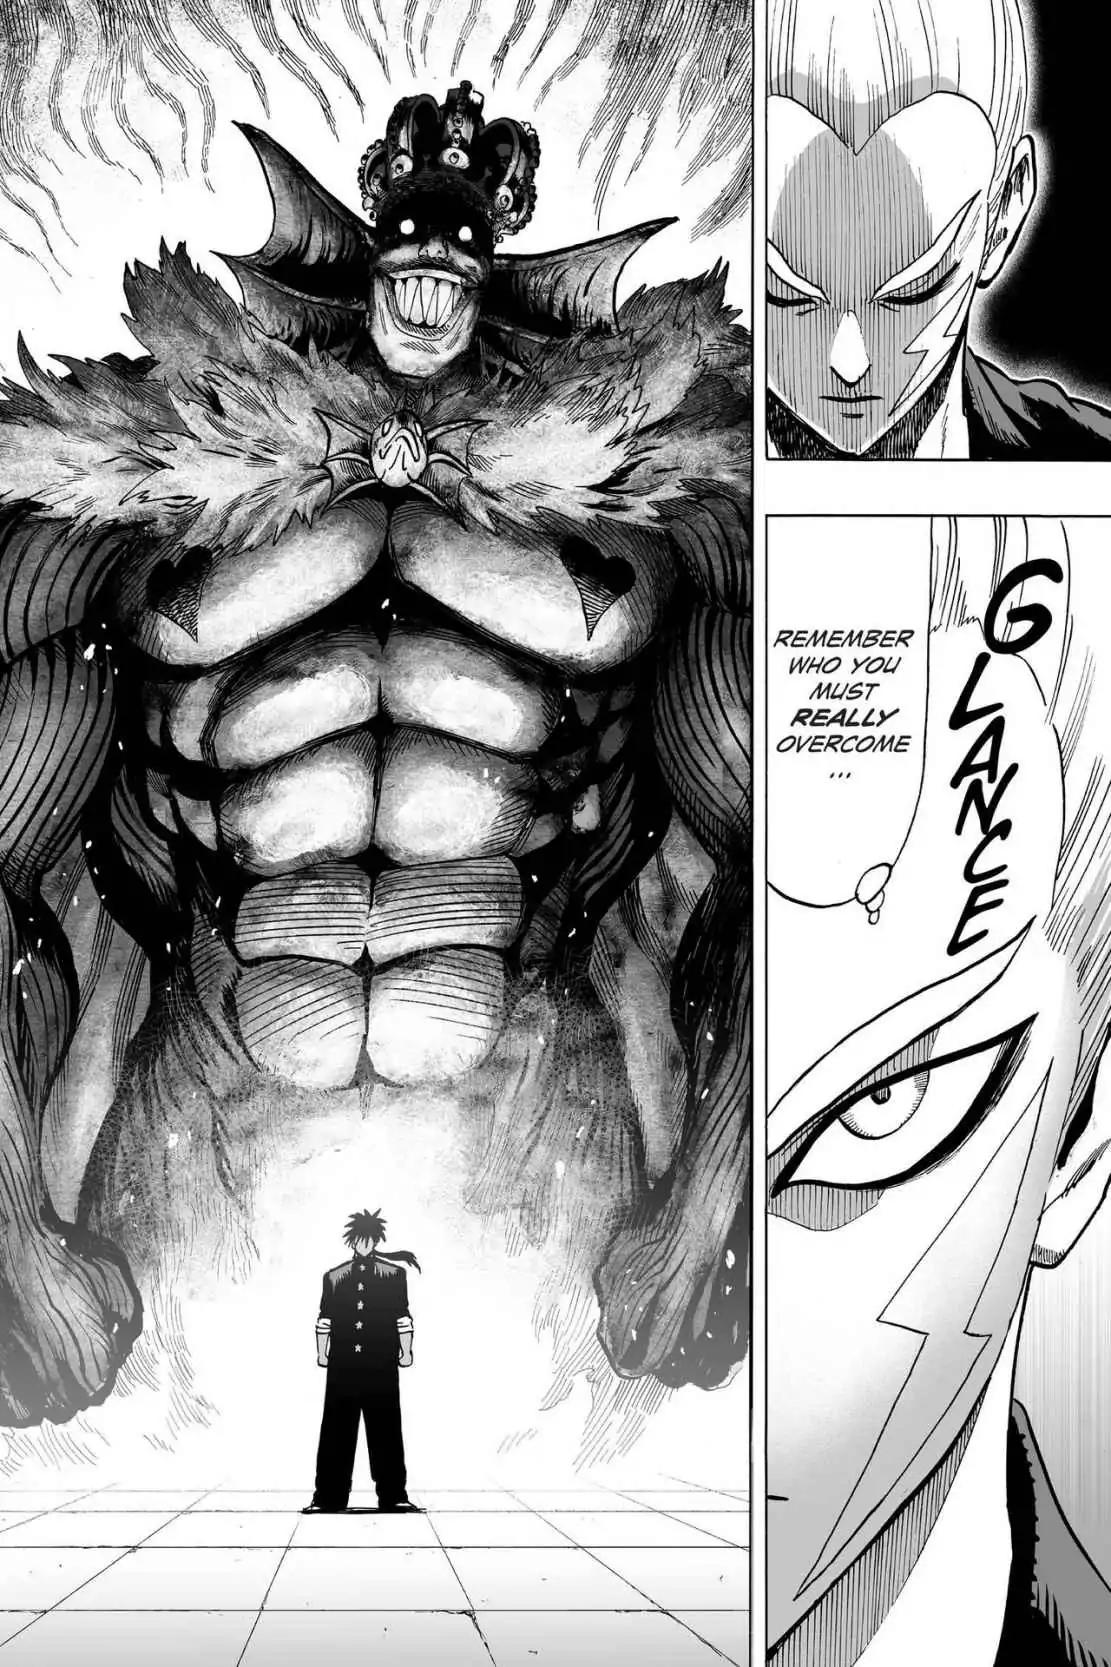 GLANCE
REMEMBER
WHO YOU
MUST
REALLY
OVERCOME
...